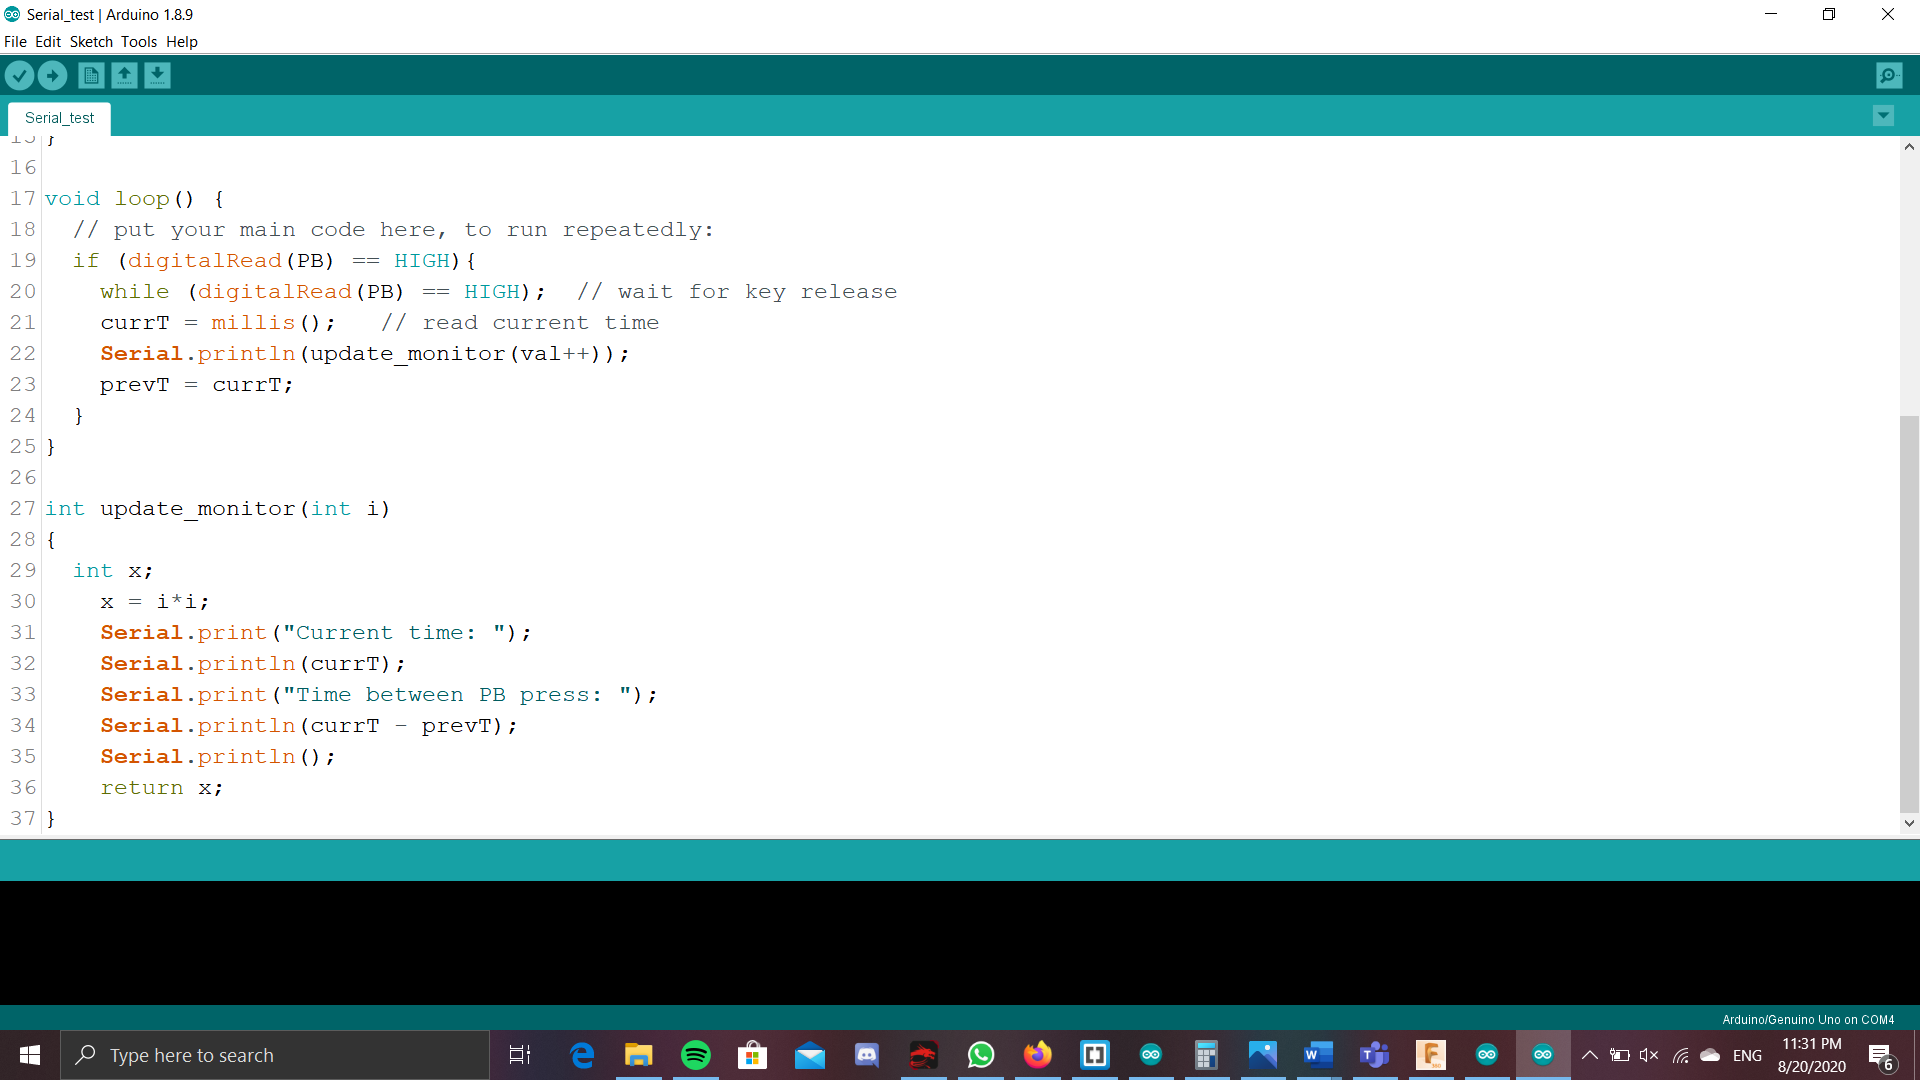 Serial_test | Arduino 1.8.9
File Edit Sketch Tools Help
Serial_test
15 }
16
17 void loop() {
18   // put your main code here, to run repeatedly:
19   if (digitalRead(PB) == HIGH){
20     while (digitalRead(PB) == HIGH);  // wait for key release
21     currT = millis();   // read current time
22     Serial.println(update_monitor(val++));
23     prevT = currT;
24   }
25 }
26
27 int update_monitor(int i)
28 {
29   int x;
30     x = i*i;
31     Serial.print("Current time: ");
32     Serial.println(currT);
33     Serial.print("Time between PB press: ");
34     Serial.println(currT - prevT);
35     Serial.println();
36     return x;
37 }
Arduino/Genuino Uno on COM4
Type here to search
ENG
11:31 PM
8/20/2020
6